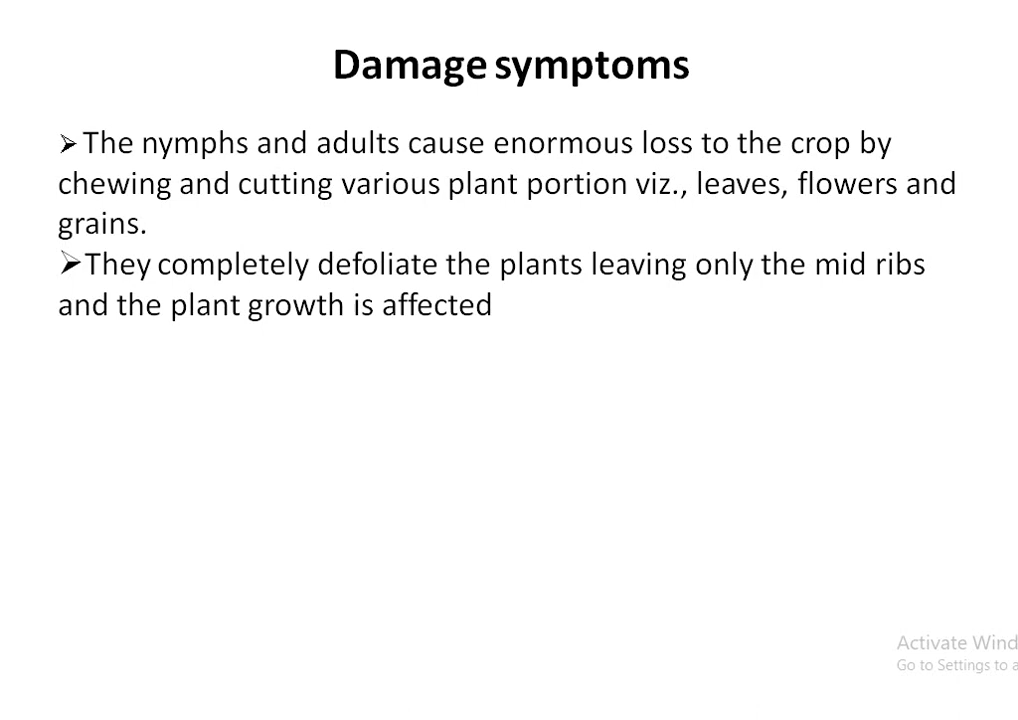 Damage symptoms
➢ The nymphs and adults cause enormous loss to the crop by
chewing and cutting various plant portion viz., leaves, flowers and
grains.
➢They completely defoliate the plants leaving only the mid ribs
and the plant growth is affected
Activate Wind
Go to Settings to a